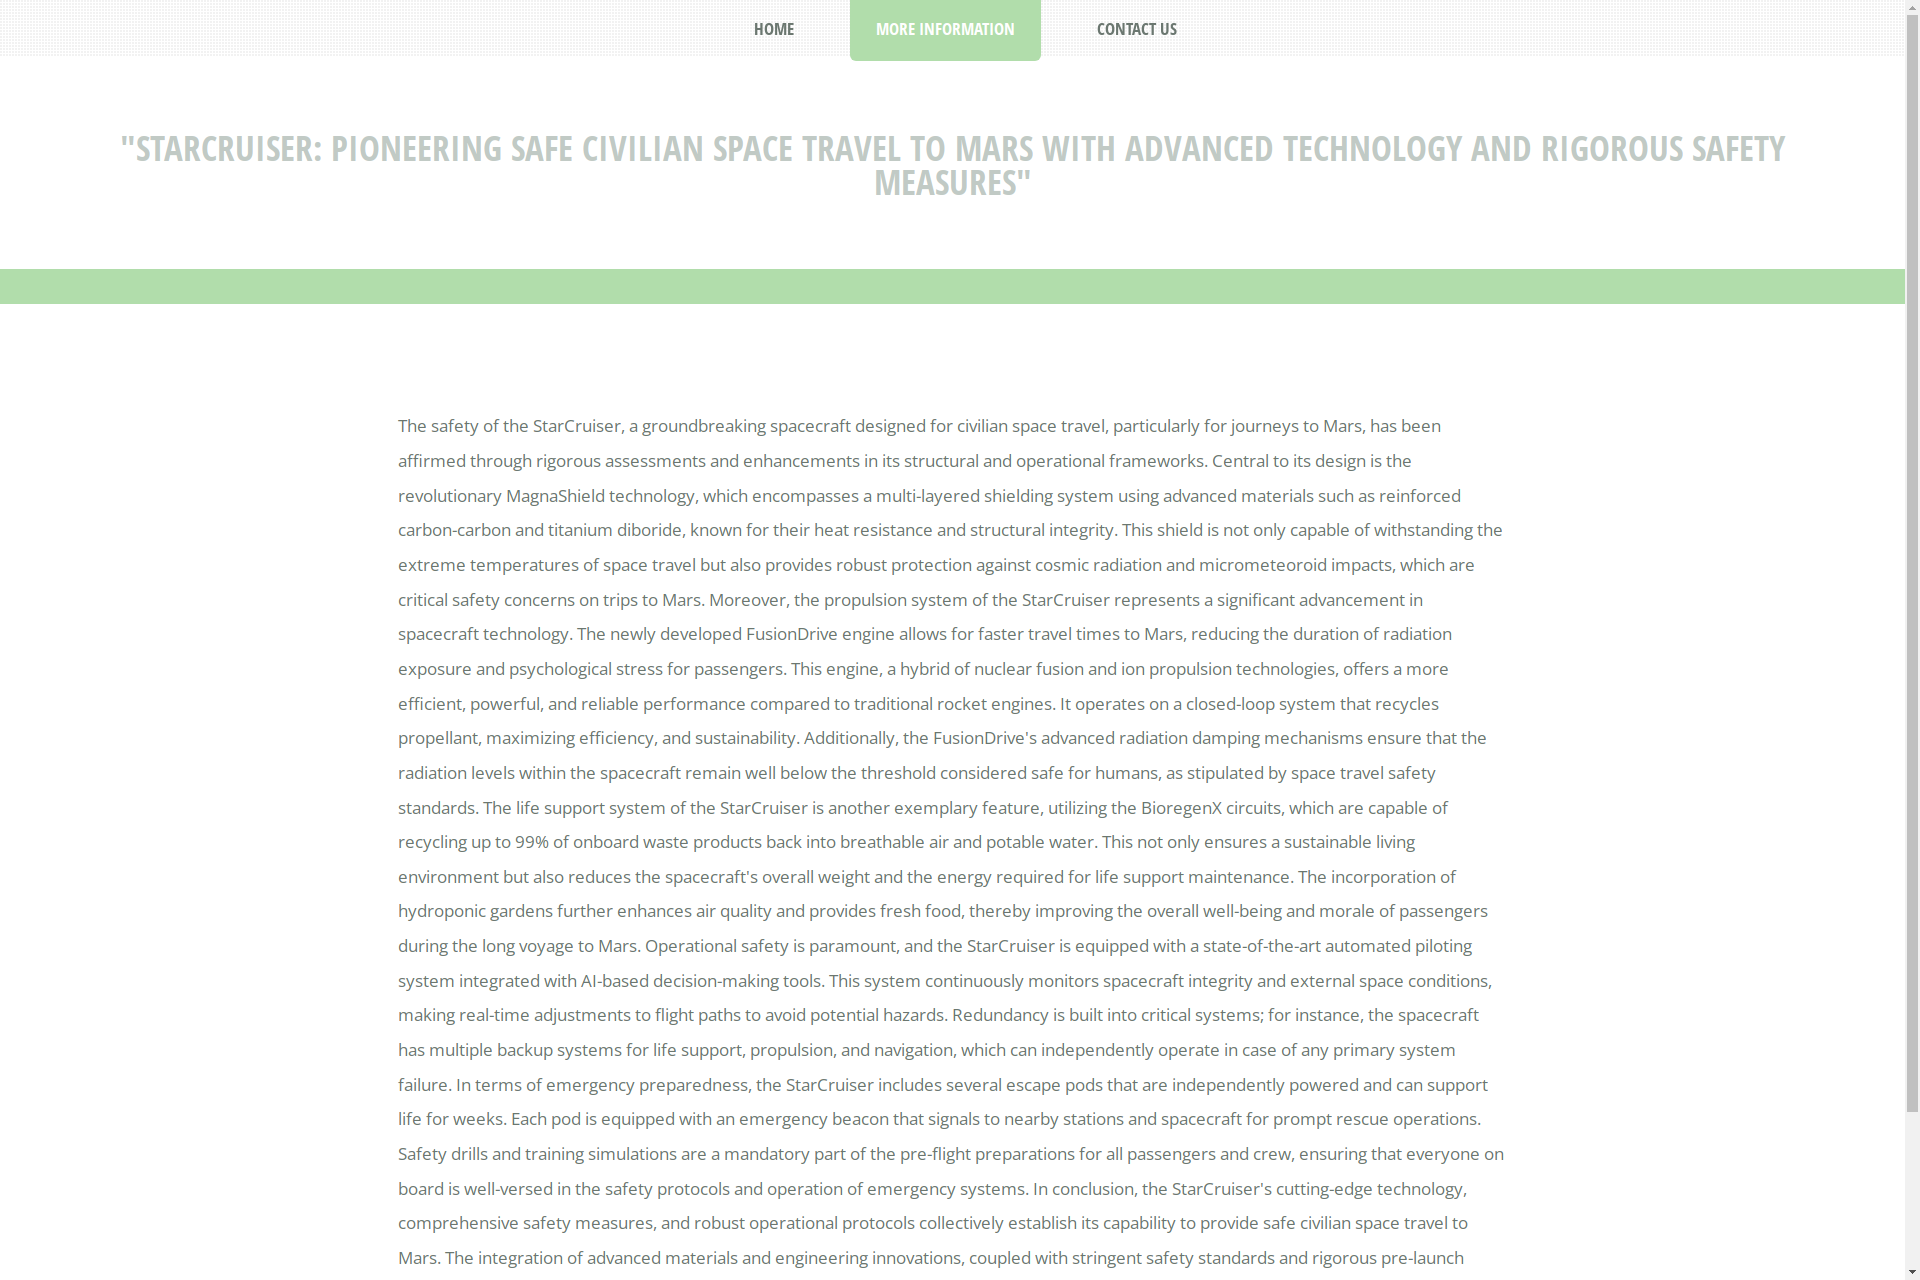 HOME
MORE INFORMATION
CONTACT US
"STARCRUISER: PIONEERING SAFE CIVILIAN SPACE TRAVEL TO MARS WITH ADVANCED TECHNOLOGY AND RIGOROUS SAFETY
MEASURES"
The safety of the StarCruiser, a groundbreaking spacecraft designed for civilian space travel, particularly for journeys to Mars, has been
affirmed through rigorous assessments and enhancements in its structural and operational frameworks. Central to its design is the
revolutionary MagnaShield technology, which encompasses a multi-layered shielding system using advanced materials such as reinforced
carbon-carbon and titanium diboride, known for their heat resistance and structural integrity. This shield is not only capable of withstanding the
extreme temperatures of space travel but also provides robust protection against cosmic radiation and micrometeoroid impacts, which are
critical safety concerns on trips to Mars. Moreover, the propulsion system of the StarCruiser represents a significant advancement in
spacecraft technology. The newly developed FusionDrive engine allows for faster travel times to Mars, reducing the duration of radiation
exposure and psychological stress for passengers. This engine, a hybrid of nuclear fusion and ion propulsion technologies, offers a more
efficient, powerful, and reliable performance compared to traditional rocket engines. It operates on a closed-loop system that recycles
propellant, maximizing efficiency, and sustainability. Additionally, the FusionDrive's advanced radiation damping mechanisms ensure that the
radiation levels within the spacecraft remain well below the threshold considered safe for humans, as stipulated by space travel safety
standards. The life support system of the StarCruiser is another exemplary feature, utilizing the BioregenX circuits, which are capable of
recycling up to 99% of onboard waste products back into breathable air and potable water. This not only ensures a sustainable living
environment but also reduces the spacecraft's overall weight and the energy required for life support maintenance. The incorporation of
hydroponic gardens further enhances air quality and provides fresh food, thereby improving the overall well-being and morale of passengers
during the long voyage to Mars. Operational safety is paramount, and the StarCruiser is equipped with a state-of-the-art automated piloting
system integrated with AI-based decision-making tools. This system continuously monitors spacecraft integrity and external space conditions,
making real-time adjustments to flight paths to avoid potential hazards. Redundancy is built into critical systems; for instance, the spacecraft
has multiple backup systems for life support, propulsion, and navigation, which can independently operate in case of any primary system
failure. In terms of emergency preparedness, the StarCruiser includes several escape pods that are independently powered and can support
life for weeks. Each pod is equipped with an emergency beacon that signals to nearby stations and spacecraft for prompt rescue operations.
Safety drills and training simulations are a mandatory part of the pre-flight preparations for all passengers and crew, ensuring that everyone on
board is well-versed in the safety protocols and operation of emergency systems. In conclusion, the StarCruiser's cutting-edge technology,
comprehensive safety measures, and robust operational protocols collectively establish its capability to provide safe civilian space travel to
Mars. The integration of advanced materials and engineering innovations, coupled with stringent safety standards and rigorous pre-launch